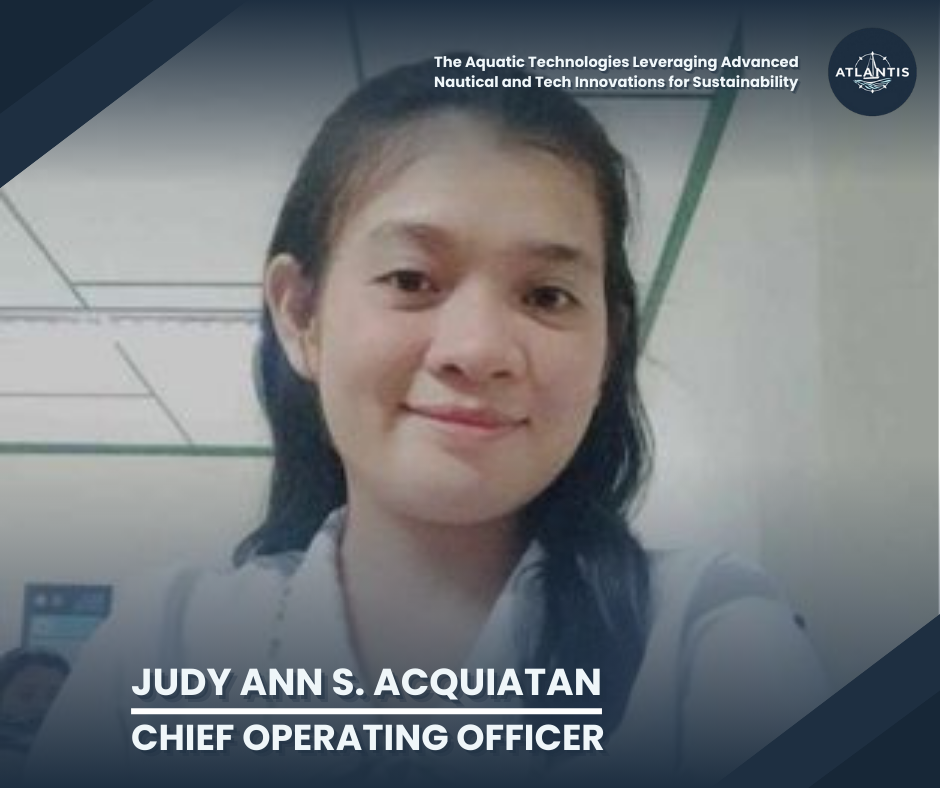 The Aquatic Technologies Leveraging Advanced
Nautical and Tech Innovations for Sustainability
ATLANTIS
JUDY ANN S. ACQUIATAN
CHIEF OPERATING OFFICER